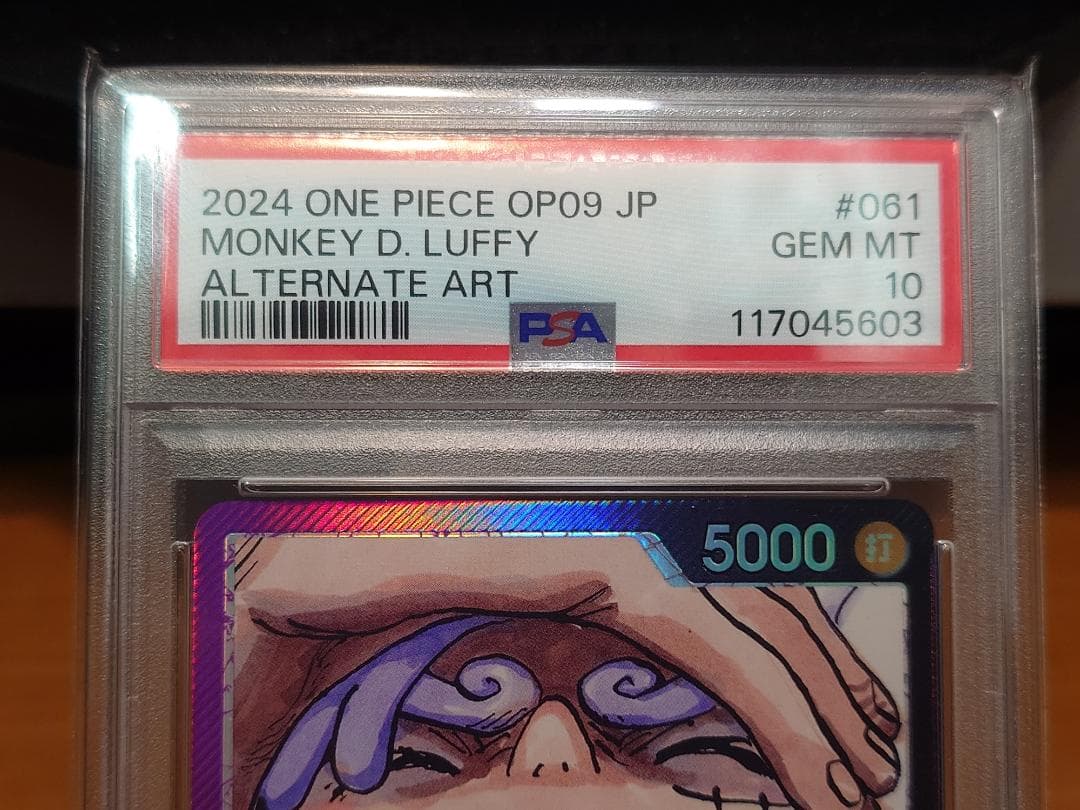 2024 ONE PIECE OP09 JP #061
MONKEY D. LUFFY GEM MT
ALTERNATE ART 10
PSA 117045603
5000 打